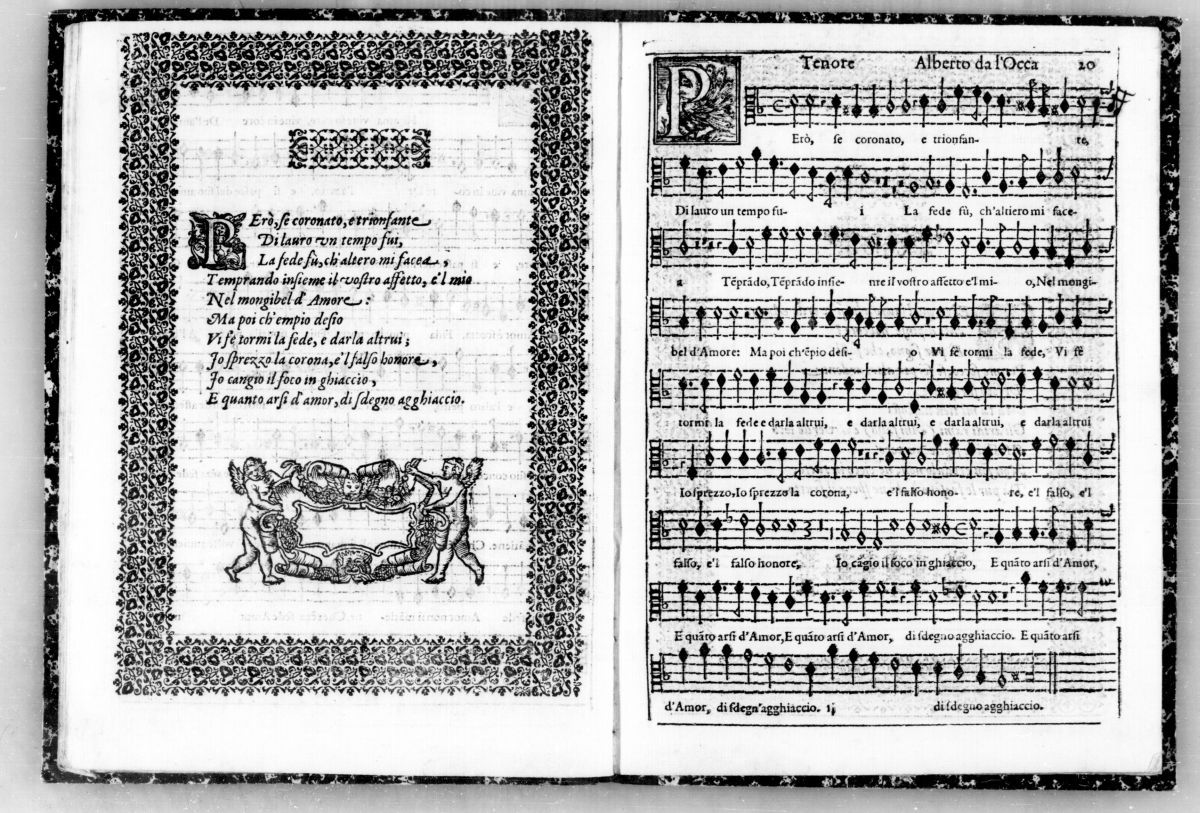 PErò, se coronato, e trionfante
Di lauro vn tempo fui,
La fede fù, ch'altero mi facea,
Temprando insieme il vostro affetto, e'l mio
Nel mongibel d'Amore:
Ma poi ch'empio desio
Vi fè tormi la fede, e darla altrui;
Io sprezzo la corona, e'l falso honore,
Io cangio il foco in ghiaccio,
E quanto arsi d'amor, di sdegno agghiaccio.
Tenore Alberto da l'Occa 20
PErò, se coronato, e trionfan- te,
Di lauro un tempo fu- i La fede fù, ch'altiero mi face-
a Tẽprãdo, Tẽprãdo insie- me il vostro affetto e'l mi- o, Nel mongi-
bel d'Amore: Ma poi ch'ẽpio desi- o Vi fè tormi la fede, Vi fè
tormi la fede e darla altrui, e darla altrui, e darla altrui, e darla altrui
Io sprezzo, Io sprezzo la corona, e'l falso hono- re, e'l falso, e'l
falso, e'l falso honore, Io cãgio il foco in ghiaccio, E quãto arsi d'Amor,
E quãto arsi d'Amor, E quãto arsi d'Amor, di sdegno agghiaccio. E quãto arsi
d'Amor, di sdegn'agghiaccio. ij di sdegno agghiaccio.